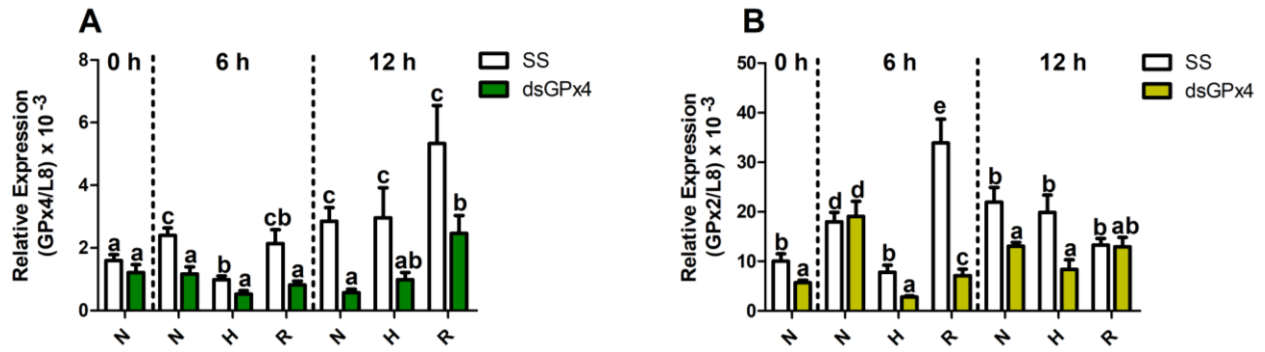 A
0 h 6 h 12 h
SS
dsGPx4
Relative Expression
(GPx4/L8) x 10 -3
8
6
4
2
0
a a c a b a cb a c a c ab c b
N N H R N H R
B
0 h 6 h 12 h
SS
dsGPx4
Relative Expression
(GPx2/L8) x 10 -3
50
40
30
20
10
0
b a d d b a e c b a b a b ab
N N H R N H R